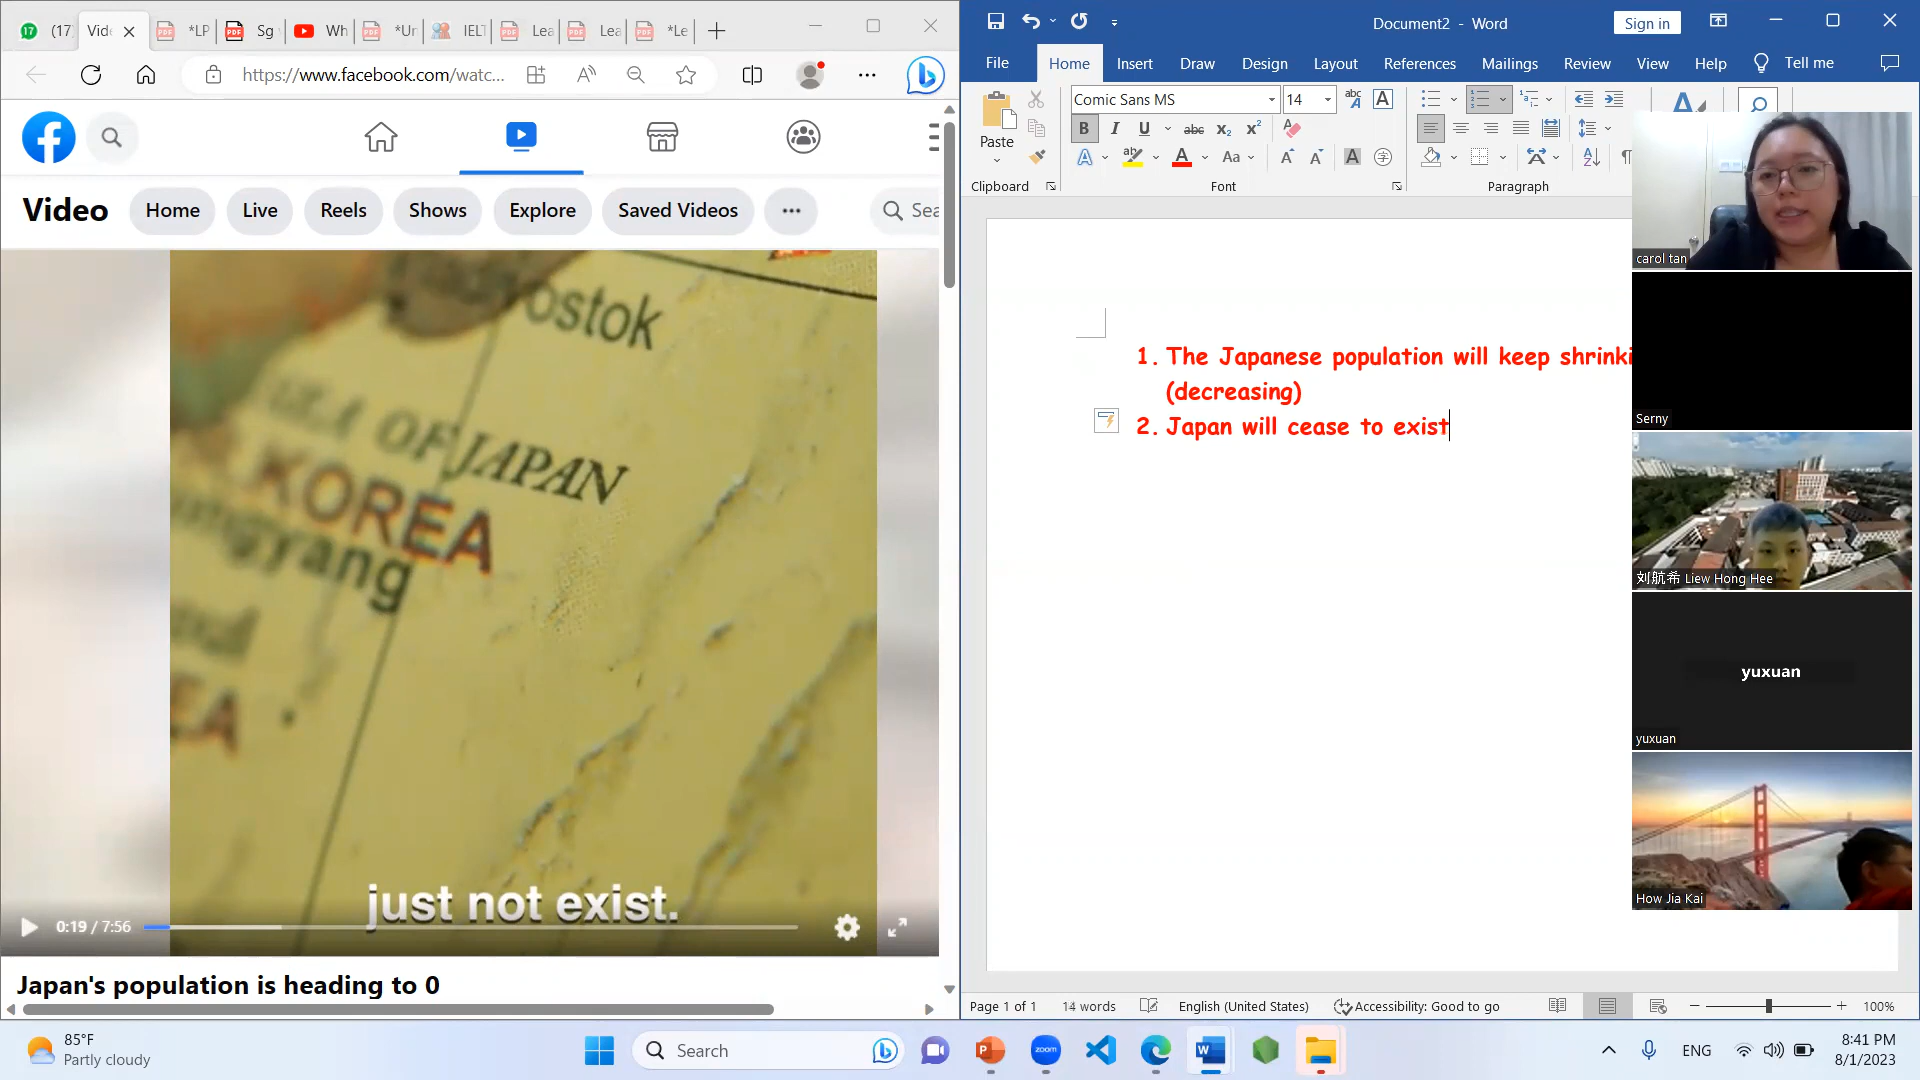 (17)
Vid
*LP
Sg
Wh
*Ur
IEL
Lea
Lea
*Le
https://www.facebook.com/watc...
Video
Home
Live
Reels
Shows
Explore
Saved Videos
Sea
ostok
SEA OF JAPAN
KOREA
ngyang
EA
just not exist.
0:19 / 7:56
Japan's population is heading to 0
Document2 - Word
Sign in
File
Home
Insert
Draw
Design
Layout
References
Mailings
Review
View
Help
Tell me
Paste
Clipboard
Comic Sans MS
14
Font
Paragraph
1. The Japanese population will keep shrinki
(decreasing)
2. Japan will cease to exist
carol tan
Serny
刘航希 Liew Hong Hee
yuxuan
yuxuan
How Jia Kai
Page 1 of 1
14 words
English (United States)
Accessibility: Good to go
100%
85°F
Partly cloudy
Search
zoom
ENG
8:41 PM
8/1/2023